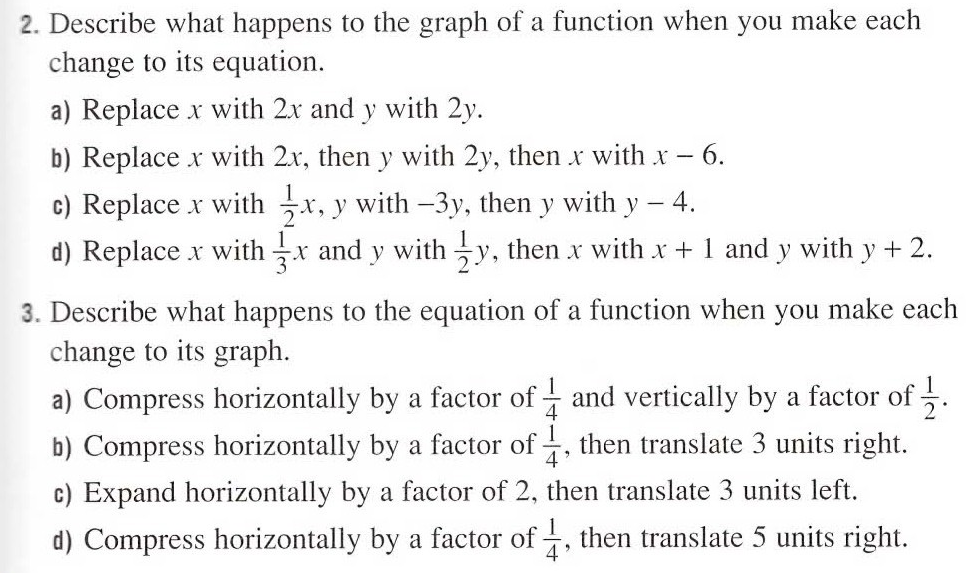 2. Describe what happens to the graph of a function when you make each
change to its equation.
a) Replace x with 2x and y with 2y.
b) Replace x with 2x, then y with 2y, then x with x – 6.
c) Replace x with 1/2 x, y with –3y, then y with y – 4.
d) Replace x with 1/3 x and y with 1/2 y, then x with x + 1 and y with y + 2.
3. Describe what happens to the equation of a function when you make each
change to its graph.
a) Compress horizontally by a factor of 1/4 and vertically by a factor of 1/2.
b) Compress horizontally by a factor of 1/4, then translate 3 units right.
c) Expand horizontally by a factor of 2, then translate 3 units left.
d) Compress horizontally by a factor of 1/4, then translate 5 units right.